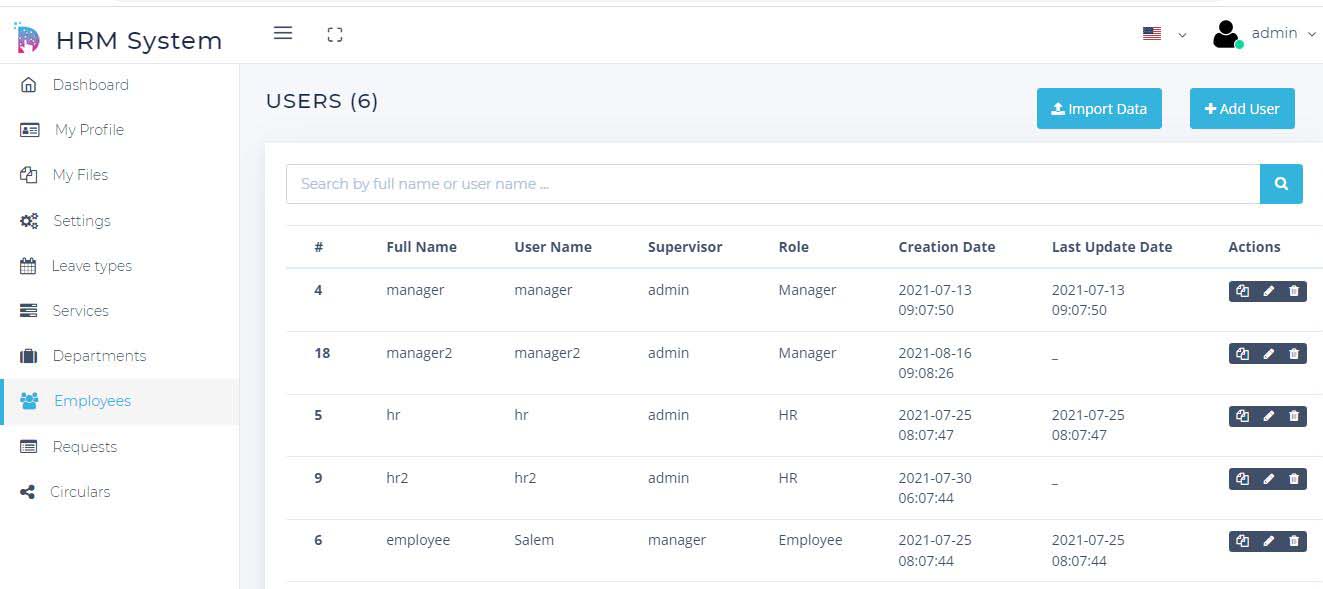 HRM System
admin
Dashboard
My Profile
My Files
Settings
Leave types
Services
Departments
Employees
Requests
Circulars
USERS (6)
Import Data
Add User
Search by full name or user name ...
# Full Name User Name Supervisor Role Creation Date Last Update Date Actions
4 manager manager admin Manager 2021-07-13 2021-07-13
09:07:50 09:07:50
18 manager2 manager2 admin Manager 2021-08-16 _
09:08:26
5 hr hr admin HR 2021-07-25 2021-07-25
08:07:47 08:07:47
9 hr2 hr2 admin HR 2021-07-30 _
06:07:44
6 employee Salem manager Employee 2021-07-25 2021-07-25
08:07:44 08:07:44